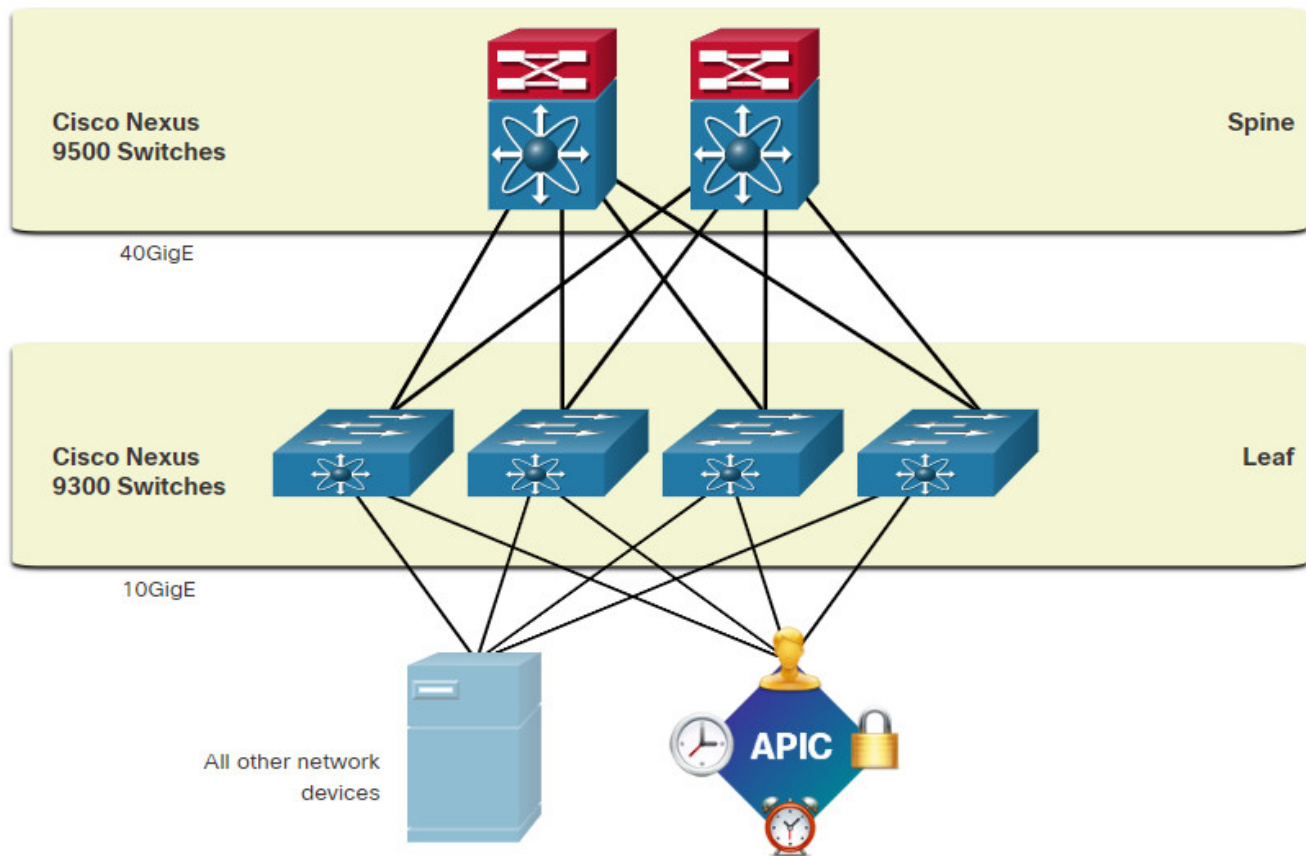 Cisco Nexus
9500 Switches
Spine
40GigE
Cisco Nexus
9300 Switches
Leaf
10GigE
All other network
devices
APIC